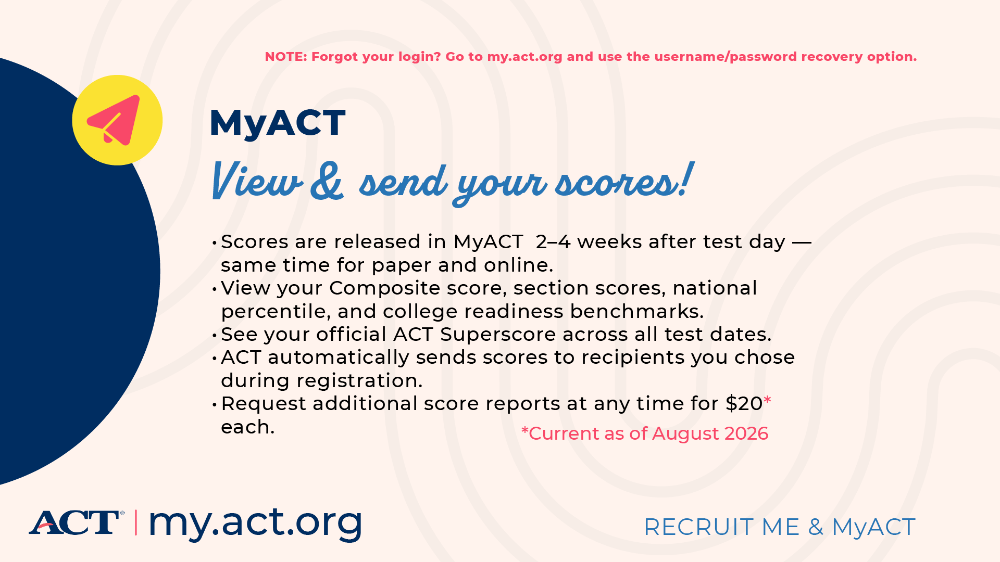 NOTE: Forgot your login? Go to my.act.org and use the username/password recovery option.
MyACT
View & send your scores!
• Scores are released in MyACT  2–4 weeks after test day —
same time for paper and online.
• View your Composite score, section scores, national
percentile, and college readiness benchmarks.
• See your official ACT Superscore across all test dates.
• ACT automatically sends scores to recipients you chose
during registration.
• Request additional score reports at any time for $20*
each.
*Current as of August 2026
ACT® | my.act.org
RECRUIT ME & MyACT